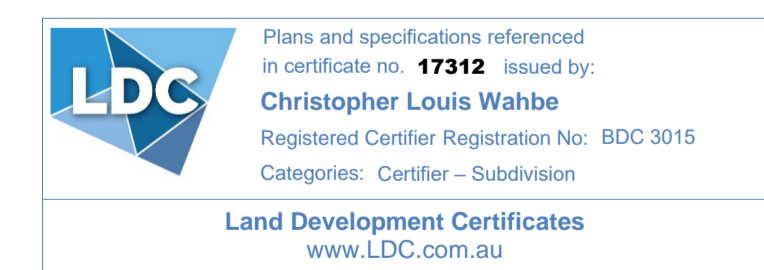 LDC
Plans and specifications referenced
in certificate no. 17312 issued by:
Christopher Louis Wahbe
Registered Certifier Registration No: BDC 3015
Categories: Certifier – Subdivision
Land Development Certificates
www.LDC.com.au